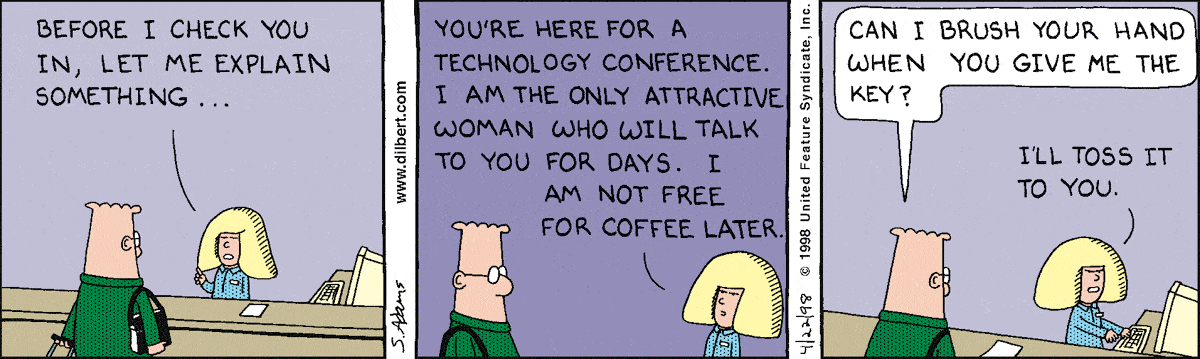 BEFORE I CHECK YOU
IN, LET ME EXPLAIN
SOMETHING...
www.dilbert.com
S. Adams
YOU'RE HERE FOR A
TECHNOLOGY CONFERENCE.
I AM THE ONLY ATTRACTIVE
WOMAN WHO WILL TALK
TO YOU FOR DAYS. I
AM NOT FREE
FOR COFFEE LATER.
4/22/98 © 1998 United Feature Syndicate, Inc.
CAN I BRUSH YOUR HAND
WHEN YOU GIVE ME THE
KEY?
I'LL TOSS IT
TO YOU.